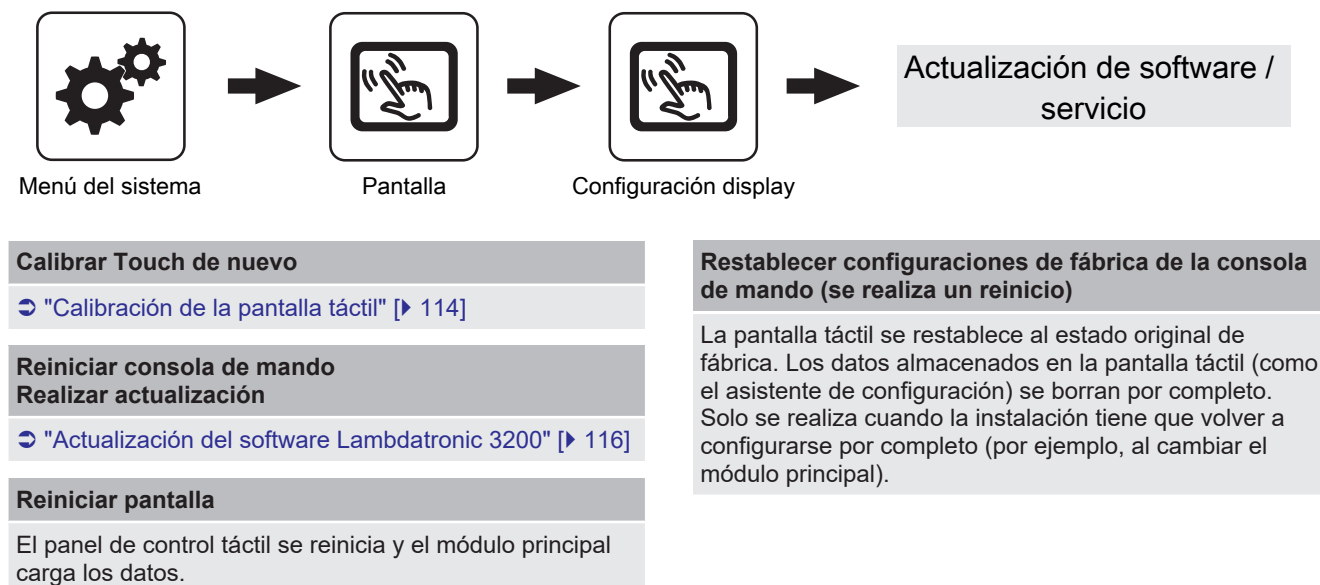 Actualización de software /
servicio
Menú del sistema
Pantalla
Configuración display
Calibrar Touch de nuevo
➲ "Calibración de la pantalla táctil" [▶ 114]
Reiniciar consola de mando
Realizar actualización
➲ "Actualización del software Lambdatronic 3200" [▶ 116]
Reiniciar pantalla
El panel de control táctil se reinicia y el módulo principal
carga los datos.
Restablecer configuraciones de fábrica de la consola
de mando (se realiza un reinicio)
La pantalla táctil se restablece al estado original de
fábrica. Los datos almacenados en la pantalla táctil (como
el asistente de configuración) se borran por completo.
Solo se realiza cuando la instalación tiene que volver a
configurarse por completo (por ejemplo, al cambiar el
módulo principal).